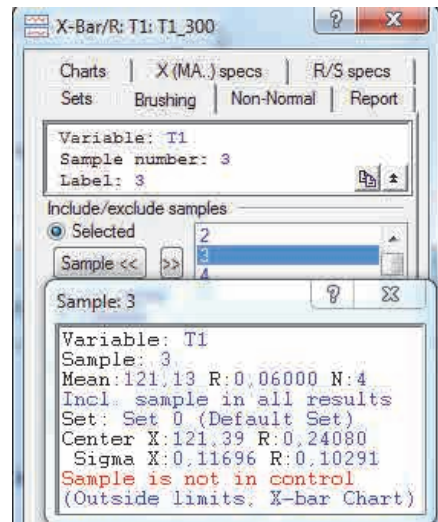 X-Bar/R: T1: T1_300
Charts X (MA..) specs R/S specs
Sets Brushing Non-Normal Report
Variable: T1
Sample number: 3
Label: 3
Include/exclude samples
Selected
2
3
4
Sample << >>
Sample: 3
Variable: T1
Sample: 3
Mean:121,13 R:0,06000 N:4
Incl. sample in all results
Set: Set 0 (Default Set)
Center X:121,39 R:0,24080
Sigma X:0,11696 R:0,10291
Sample is not in control
(Outside limits, X-bar Chart)